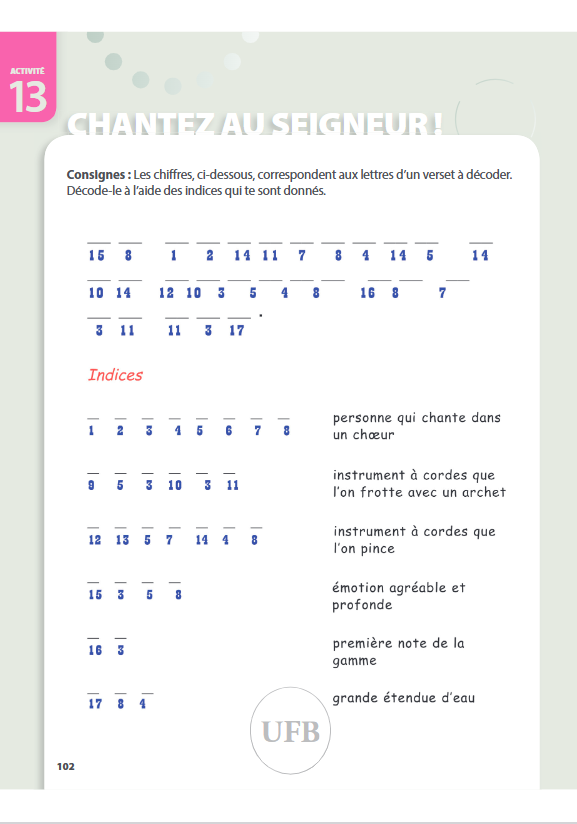 ACTIVITÉ
13
CHANTEZ AU SEIGNEUR !
Consignes : Les chiffres, ci-dessous, correspondent aux lettres d'un verset à décoder.
Décode-le à l'aide des indices qui te sont donnés.
15 8 1 2 14 11 7 8 4 14 5 14
10 14 12 10 3 5 4 8 16 8 7
3 11 11 3 17 .
Indices
1 2 3 4 5 6 7 8 personne qui chante dans
un chœur
9 5 3 10 3 11 instrument à cordes que
l'on frotte avec un archet
12 13 5 7 14 4 8 instrument à cordes que
l'on pince
15 3 5 8 émotion agréable et
profonde
16 3 première note de la
gamme
17 8 4 grande étendue d'eau
UFB
102